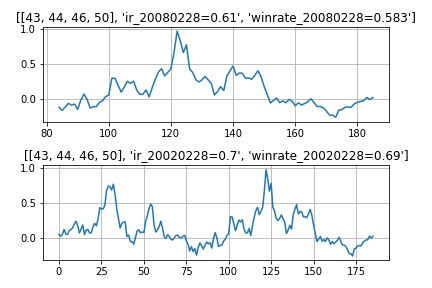 [[43, 44, 46, 50], 'ir_20080228=0.61', 'winrate_20080228=0.583']
1.0
0.5
0.0
80 100 120 140 160 180
[[43, 44, 46, 50], 'ir_20020228=0.7', 'winrate_20020228=0.69']
1.0
0.5
0.0
0 25 50 75 100 125 150 175